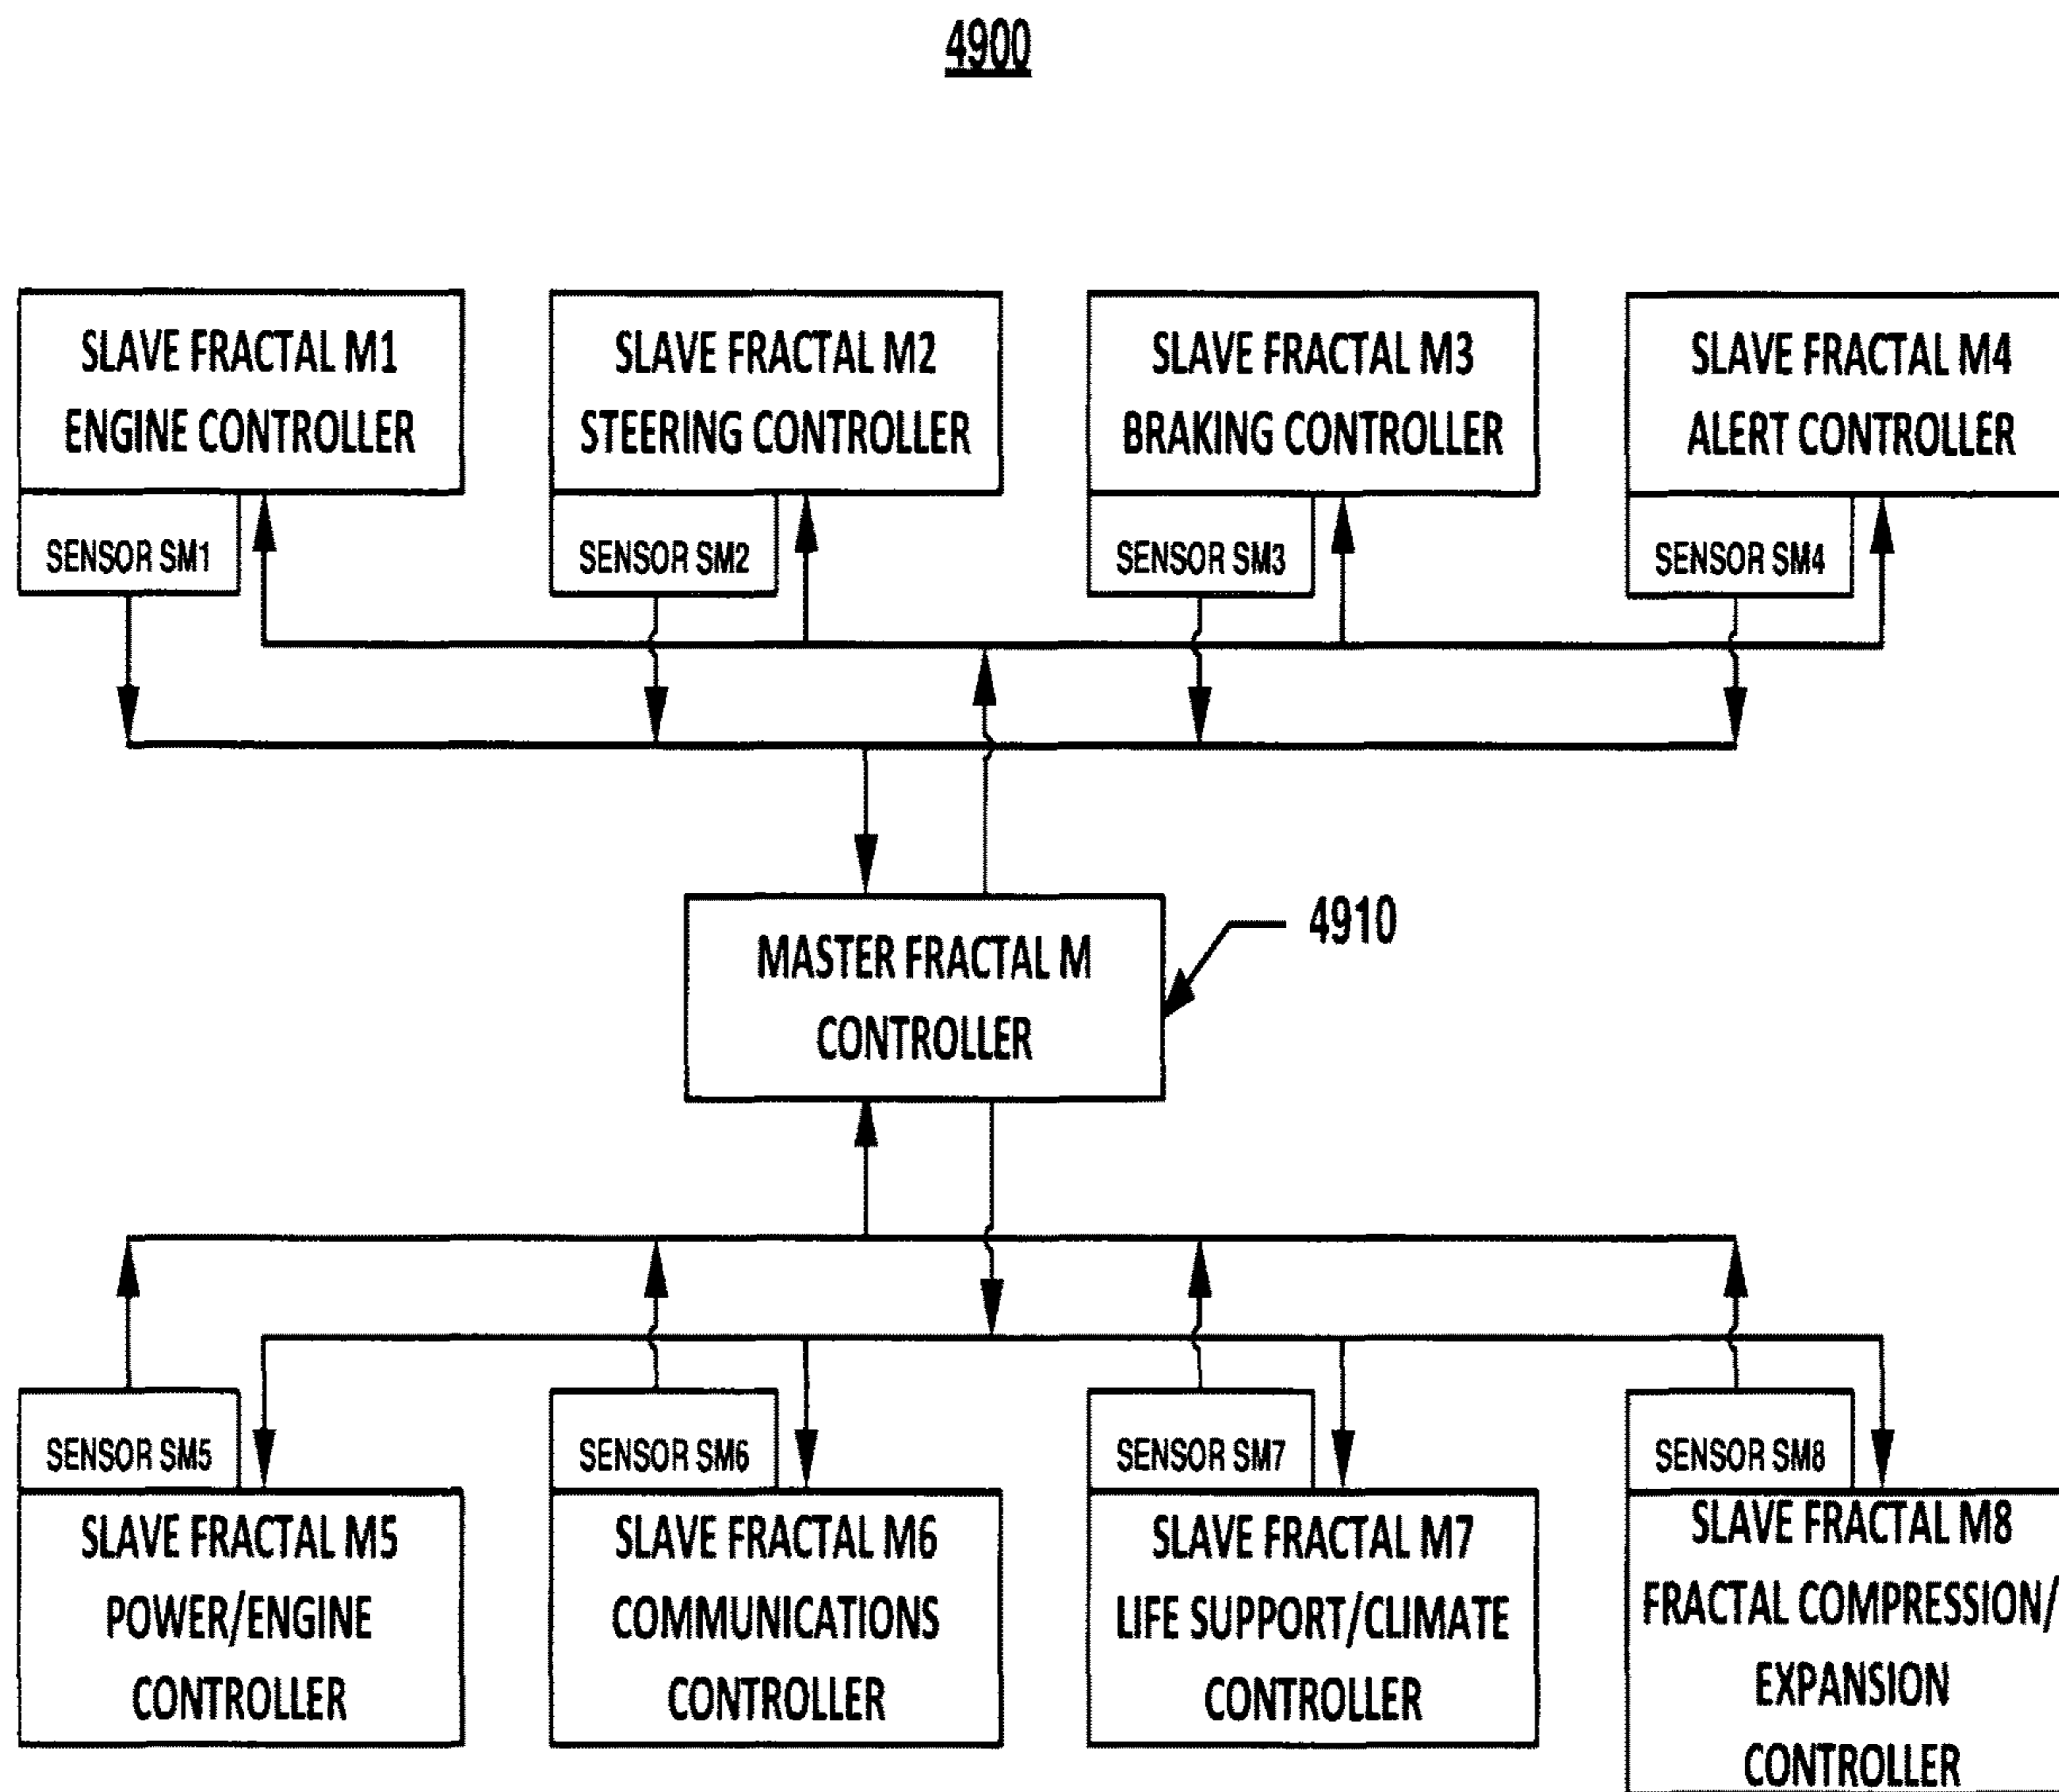 4900
SLAVE FRACTAL M1
ENGINE CONTROLLER
SENSOR SM1
SLAVE FRACTAL M2
STEERING CONTROLLER
SENSOR SM2
SLAVE FRACTAL M3
BRAKING CONTROLLER
SENSOR SM3
SLAVE FRACTAL M4
ALERT CONTROLLER
SENSOR SM4
MASTER FRACTAL M
CONTROLLER
4910
SENSOR SM5
SLAVE FRACTAL M5
POWER/ENGINE
CONTROLLER
SENSOR SM6
SLAVE FRACTAL M6
COMMUNICATIONS
CONTROLLER
SENSOR SM7
SLAVE FRACTAL M7
LIFE SUPPORT/CLIMATE
CONTROLLER
SENSOR SM8
SLAVE FRACTAL M8
FRACTAL COMPRESSION/
EXPANSION
CONTROLLER